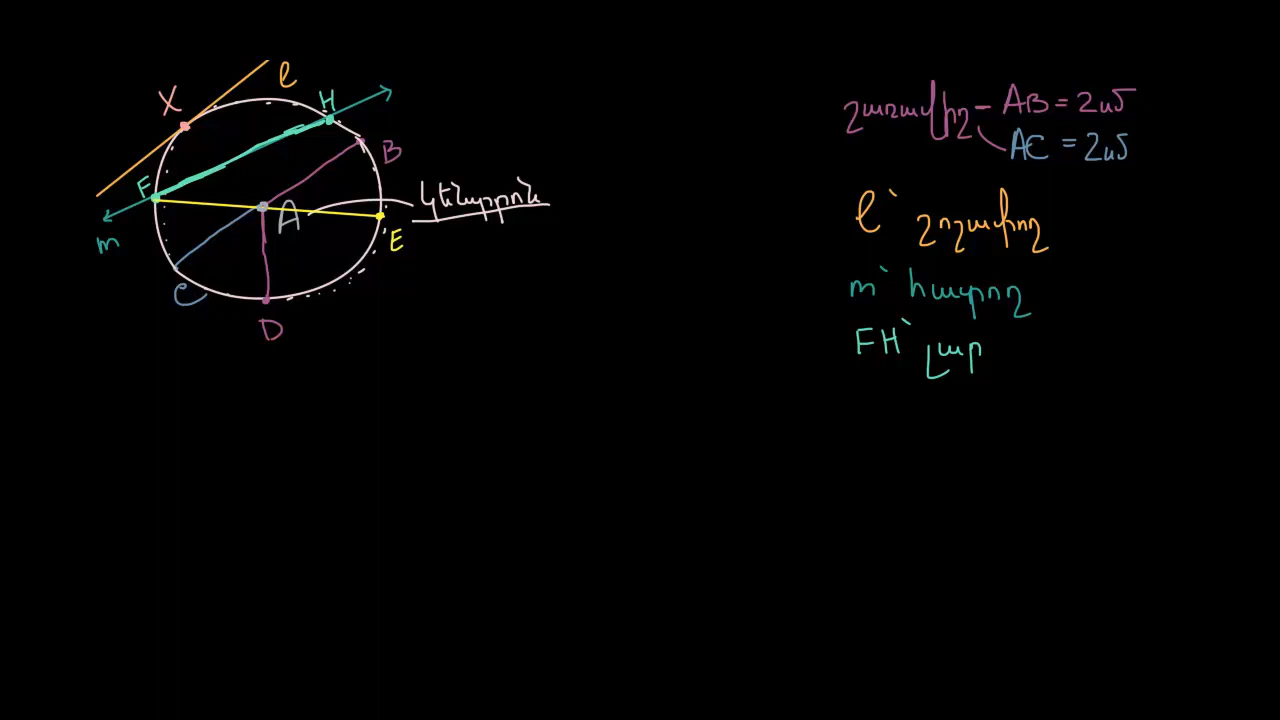 X
l
H
B
F
A
կենտրոն
m
E
C
D
շառավիղ - AB = 2սմ
AC = 2սմ
l՝ շոշափող
m՝ հատող
FH՝ լար